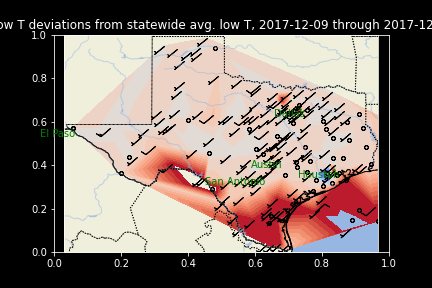 ow T deviations from statewide avg. low T, 2017-12-09 through 2017-12
1.0
0.8
0.6
0.4
0.2
0.0
El Paso
Dallas
Austin
Houston
San Antonio
0.0 0.2 0.4 0.6 0.8 1.0